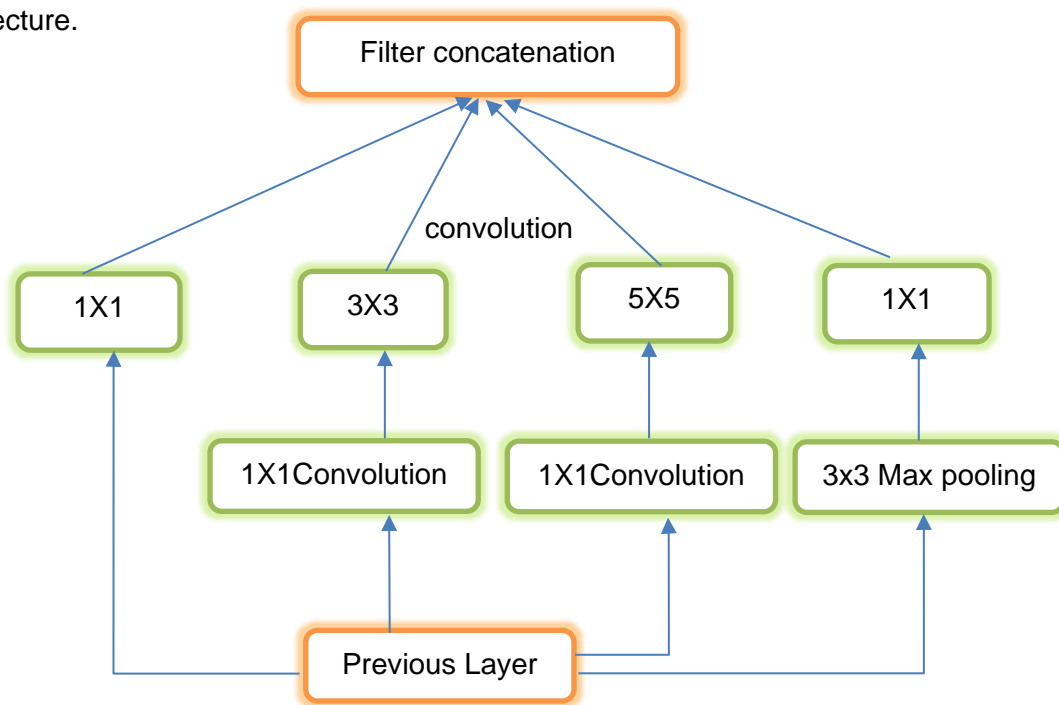 ecture.
Filter concatenation
convolution
1X1
3X3
5X5
1X1
1X1Convolution
1X1Convolution
3x3 Max pooling
Previous Layer